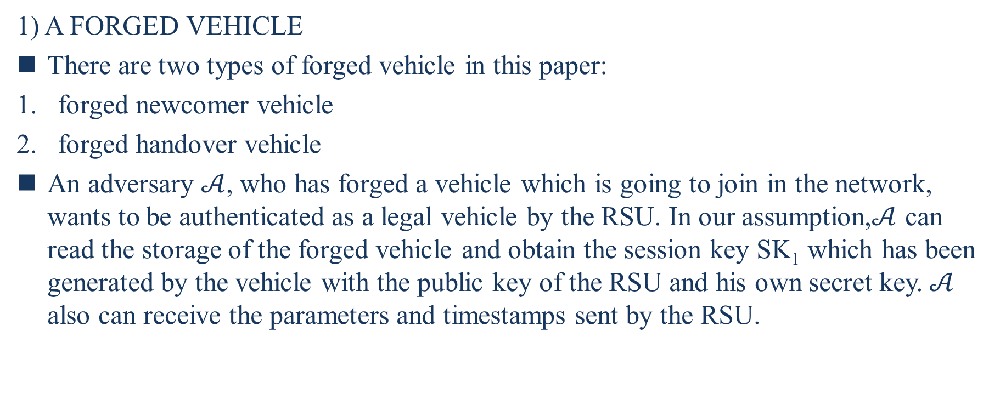 1) A FORGED VEHICLE
■ There are two types of forged vehicle in this paper:
1. forged newcomer vehicle
2. forged handover vehicle
■ An adversary 𝒜, who has forged a vehicle which is going to join in the network,
wants to be authenticated as a legal vehicle by the RSU. In our assumption,𝒜 can
read the storage of the forged vehicle and obtain the session key SK₁ which has been
generated by the vehicle with the public key of the RSU and his own secret key. 𝒜
also can receive the parameters and timestamps sent by the RSU.